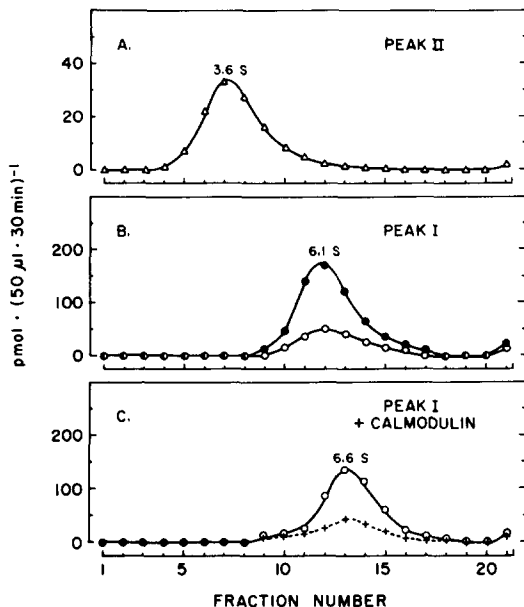 A. PEAK II
3.6 S
40
20
0
B. PEAK I
6.1 S
200
100
0
C. PEAK I
+ CALMODULIN
6.6 S
200
100
0
1 5 10 15 20
FRACTION NUMBER
pmol · (50 μl · 30 min)⁻¹